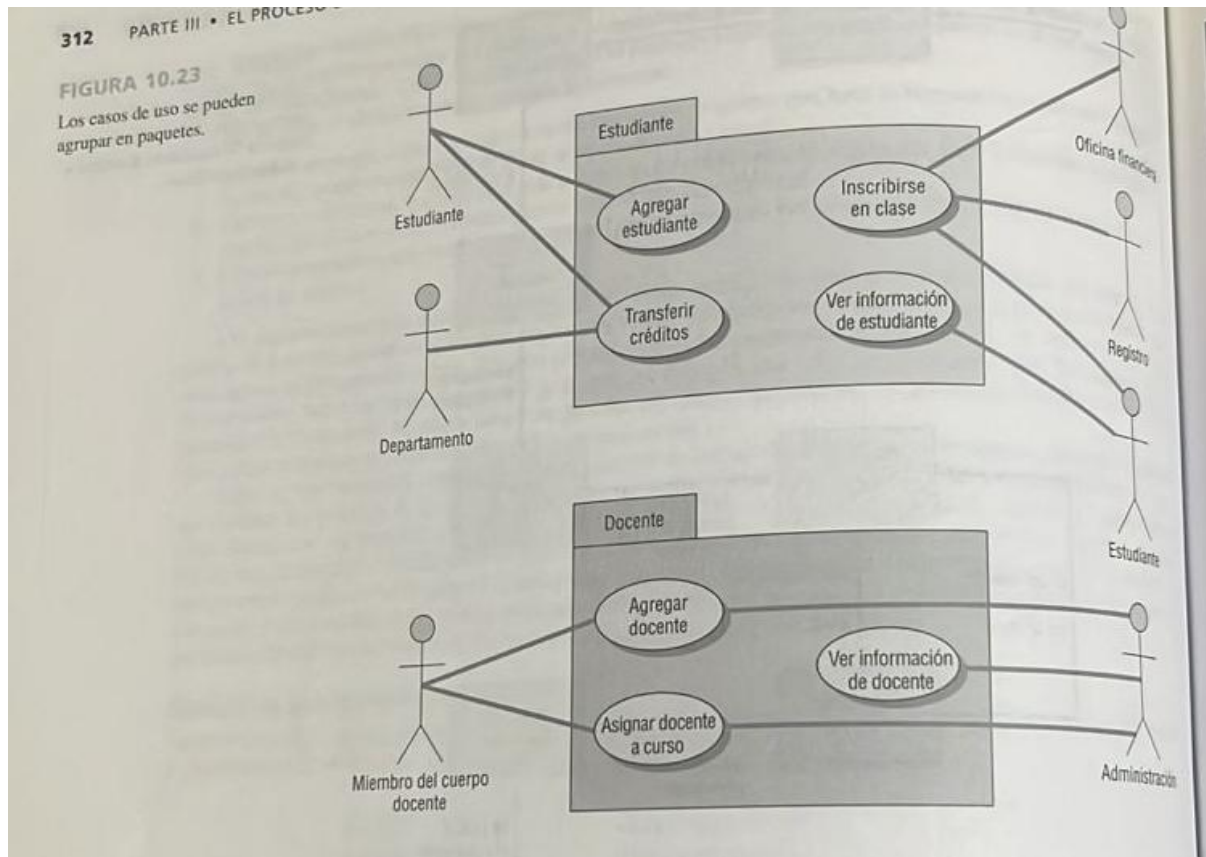 312 PARTE III • EL PROCESO
FIGURA 10.23
Los casos de uso se pueden
agrupar en paquetes.
Estudiante
Departamento
Estudiante
Agregar
estudiante
Inscribirse
en clase
Transferir
créditos
Ver información
de estudiante
Oficina financiera
Registro
Estudiante
Docente
Agregar
docente
Ver información
de docente
Asignar docente
a curso
Miembro del cuerpo
docente
Administración